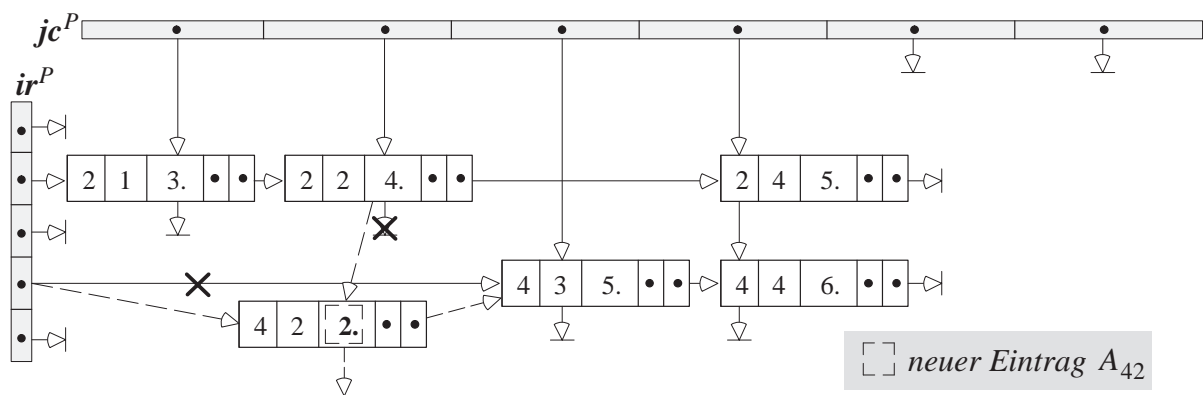 jc^P
ir^P
2 1 3. 2 2 4. 2 4 5.
4 3 5. 4 4 6.
4 2 2.
neuer Eintrag A_42